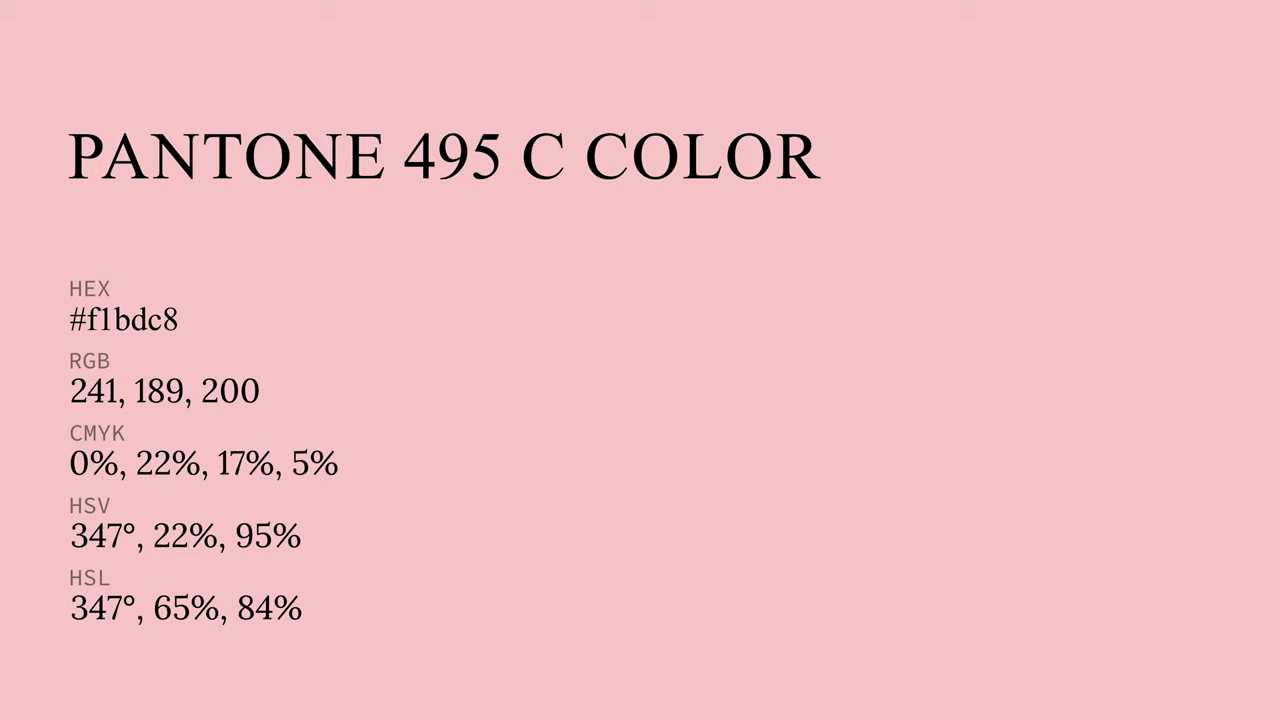 PANTONE 495 C COLOR
HEX
#f1bdc8
RGB
241, 189, 200
CMYK
0%, 22%, 17%, 5%
HSV
347°, 22%, 95%
HSL
347°, 65%, 84%